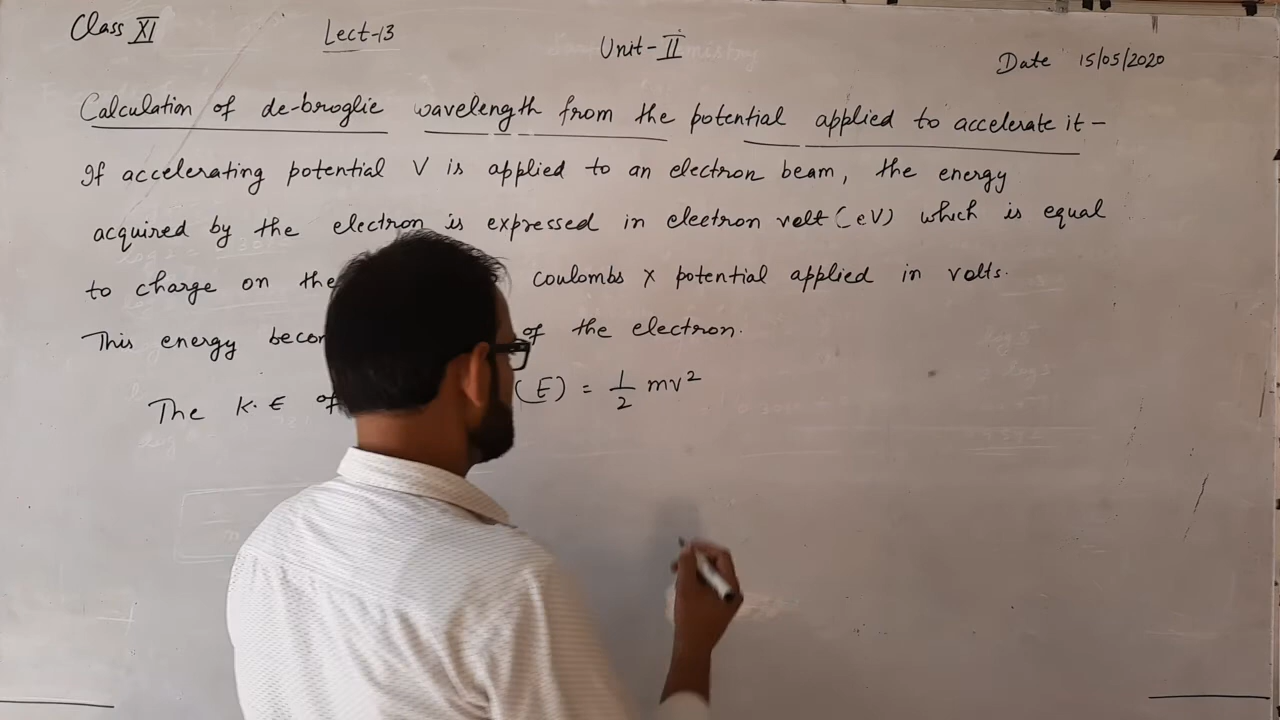 Class XI
Lect-13
Unit-II
Date 15/05/2020
Calculation of de-broglie wavelength from the potential applied to accelerate it-
If accelerating potential V is applied to an electron beam, the energy
acquired by the electron is expressed in electron volt (eV) which is equal
to charge on the coulombs x potential applied in volts.
This energy of the electron.
The K.E of (E) = 1/2 mv²